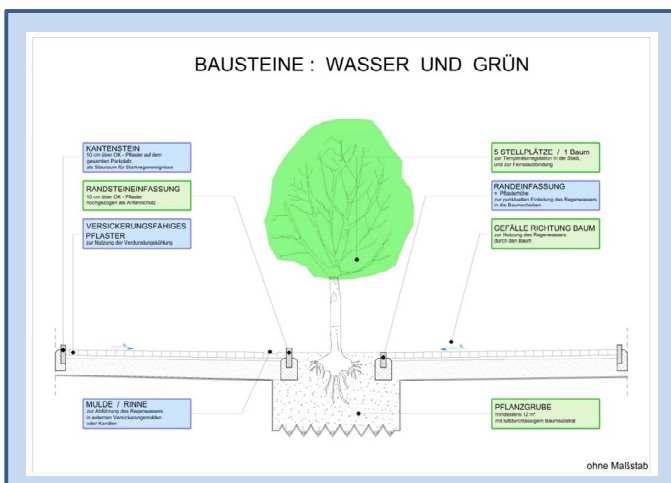 BAUSTEINE : WASSER UND GRÜN
KANTENSTEIN
10 cm über OK - Pflaster auf dem
gesamten Parkplatz
als Stauraum für Starkregenereignisse
RANDSTEINEINFASSUNG
10 cm über OK - Pflaster
hochgezogen als Anfahrschutz
VERSICKERUNGSFÄHIGES
PFLASTER
zur Nutzung der Verdunstungskühlung
5 STELLPLÄTZE / 1 Baum
zur Temperaturregulation in der Stadt,
und zur Feinstaubbindung
RANDEINFASSUNG
= Pflasterhöhe
zur punktuellen Einleitung des Regenwassers
in die Baumscheiben
GEFÄLLE RICHTUNG BAUM
zur Nutzung des Regenwassers
durch den Baum
MULDE / RINNE
zur Abführung des Regenwassers
in externen Versickerungsmulden
oder Kanälen
PFLANZGRUBE
mindestens 12 m³
mit luftdurchlässigem Baumsubstrat
ohne Maßstab